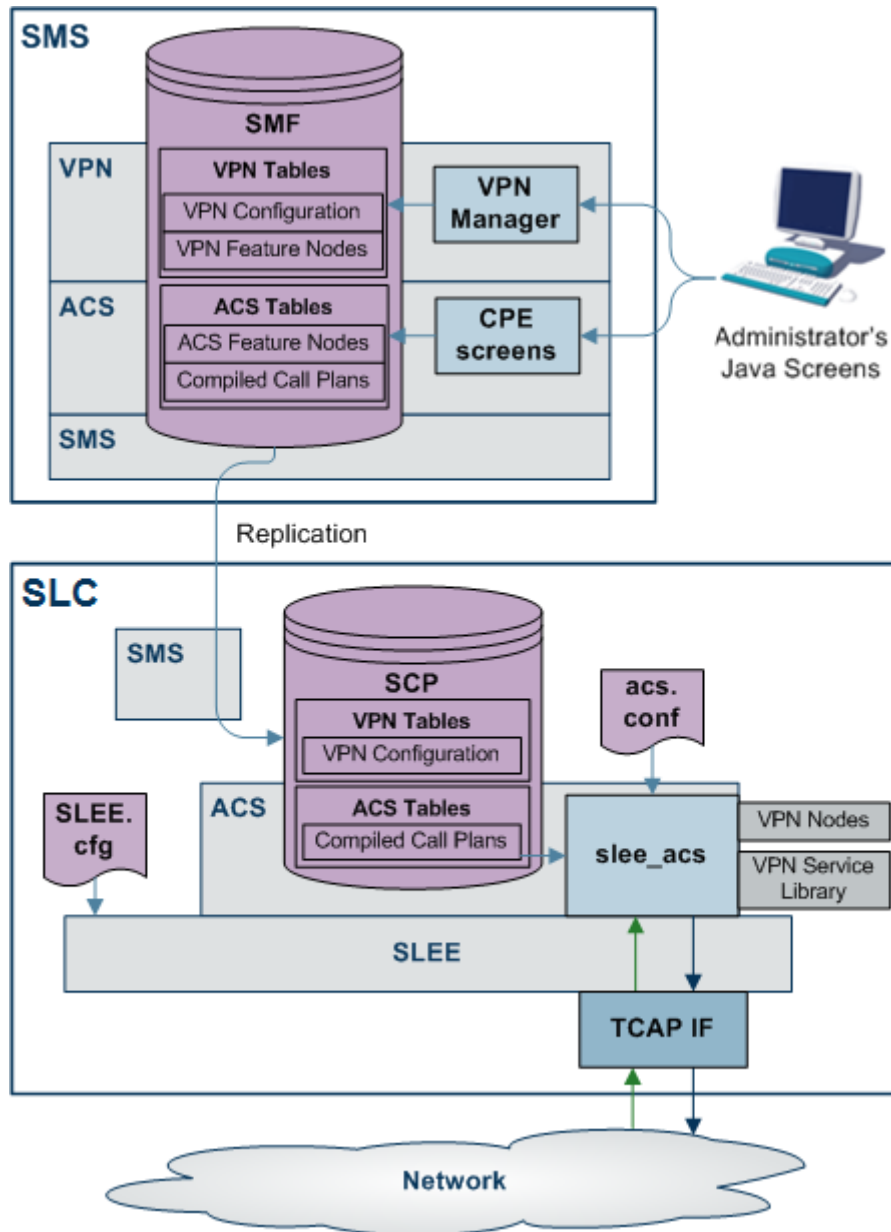 SMS
SMF
VPN
VPN Tables
VPN Configuration
VPN Feature Nodes
VPN
Manager
ACS
ACS Tables
ACS Feature Nodes
Compiled Call Plans
CPE
screens
SMS
Administrator's
Java Screens
Replication
SLC
SMS
SCP
VPN Tables
VPN Configuration
acs.
conf
SLEE.
cfg
ACS
ACS Tables
Compiled Call Plans
slee_acs
VPN Nodes
VPN Service
Library
SLEE
TCAP IF
Network